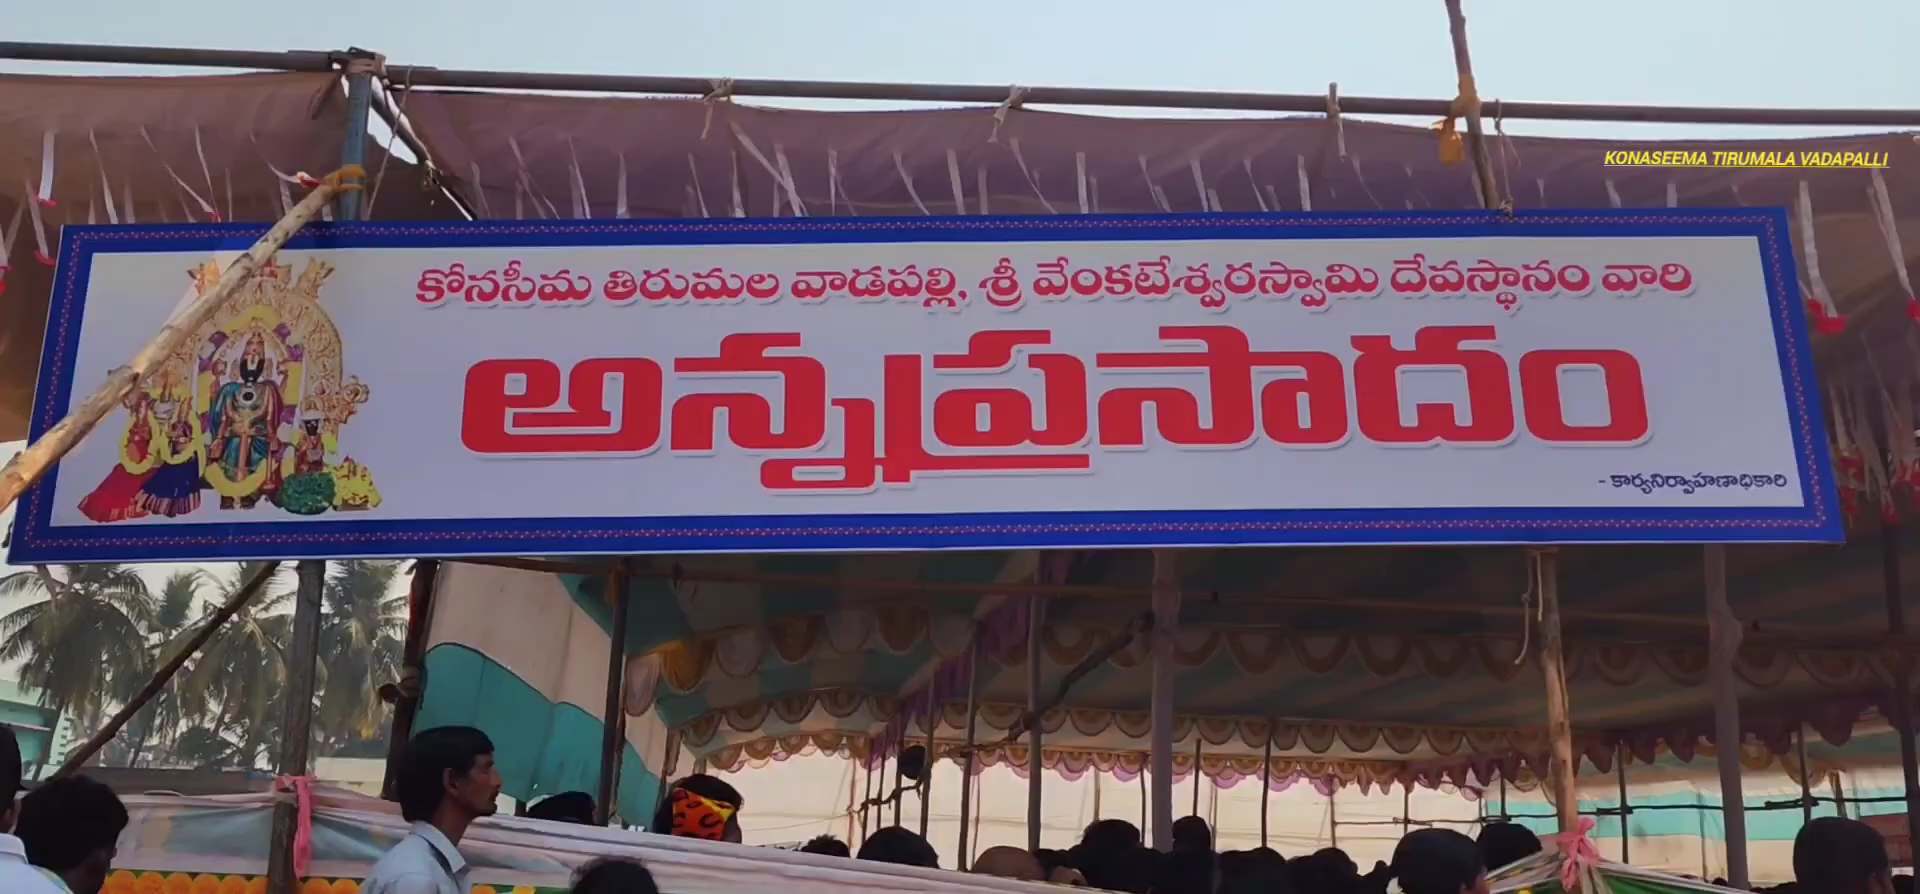 KONASEEMA TIRUMALA VADAPALLI
కోనసీమ తిరుమల వాడపల్లి, శ్రీ వేంకటేశ్వరస్వామి దేవస్థానం వారి
అన్నప్రసాదం
- కార్యనిర్వాహణాధికారి